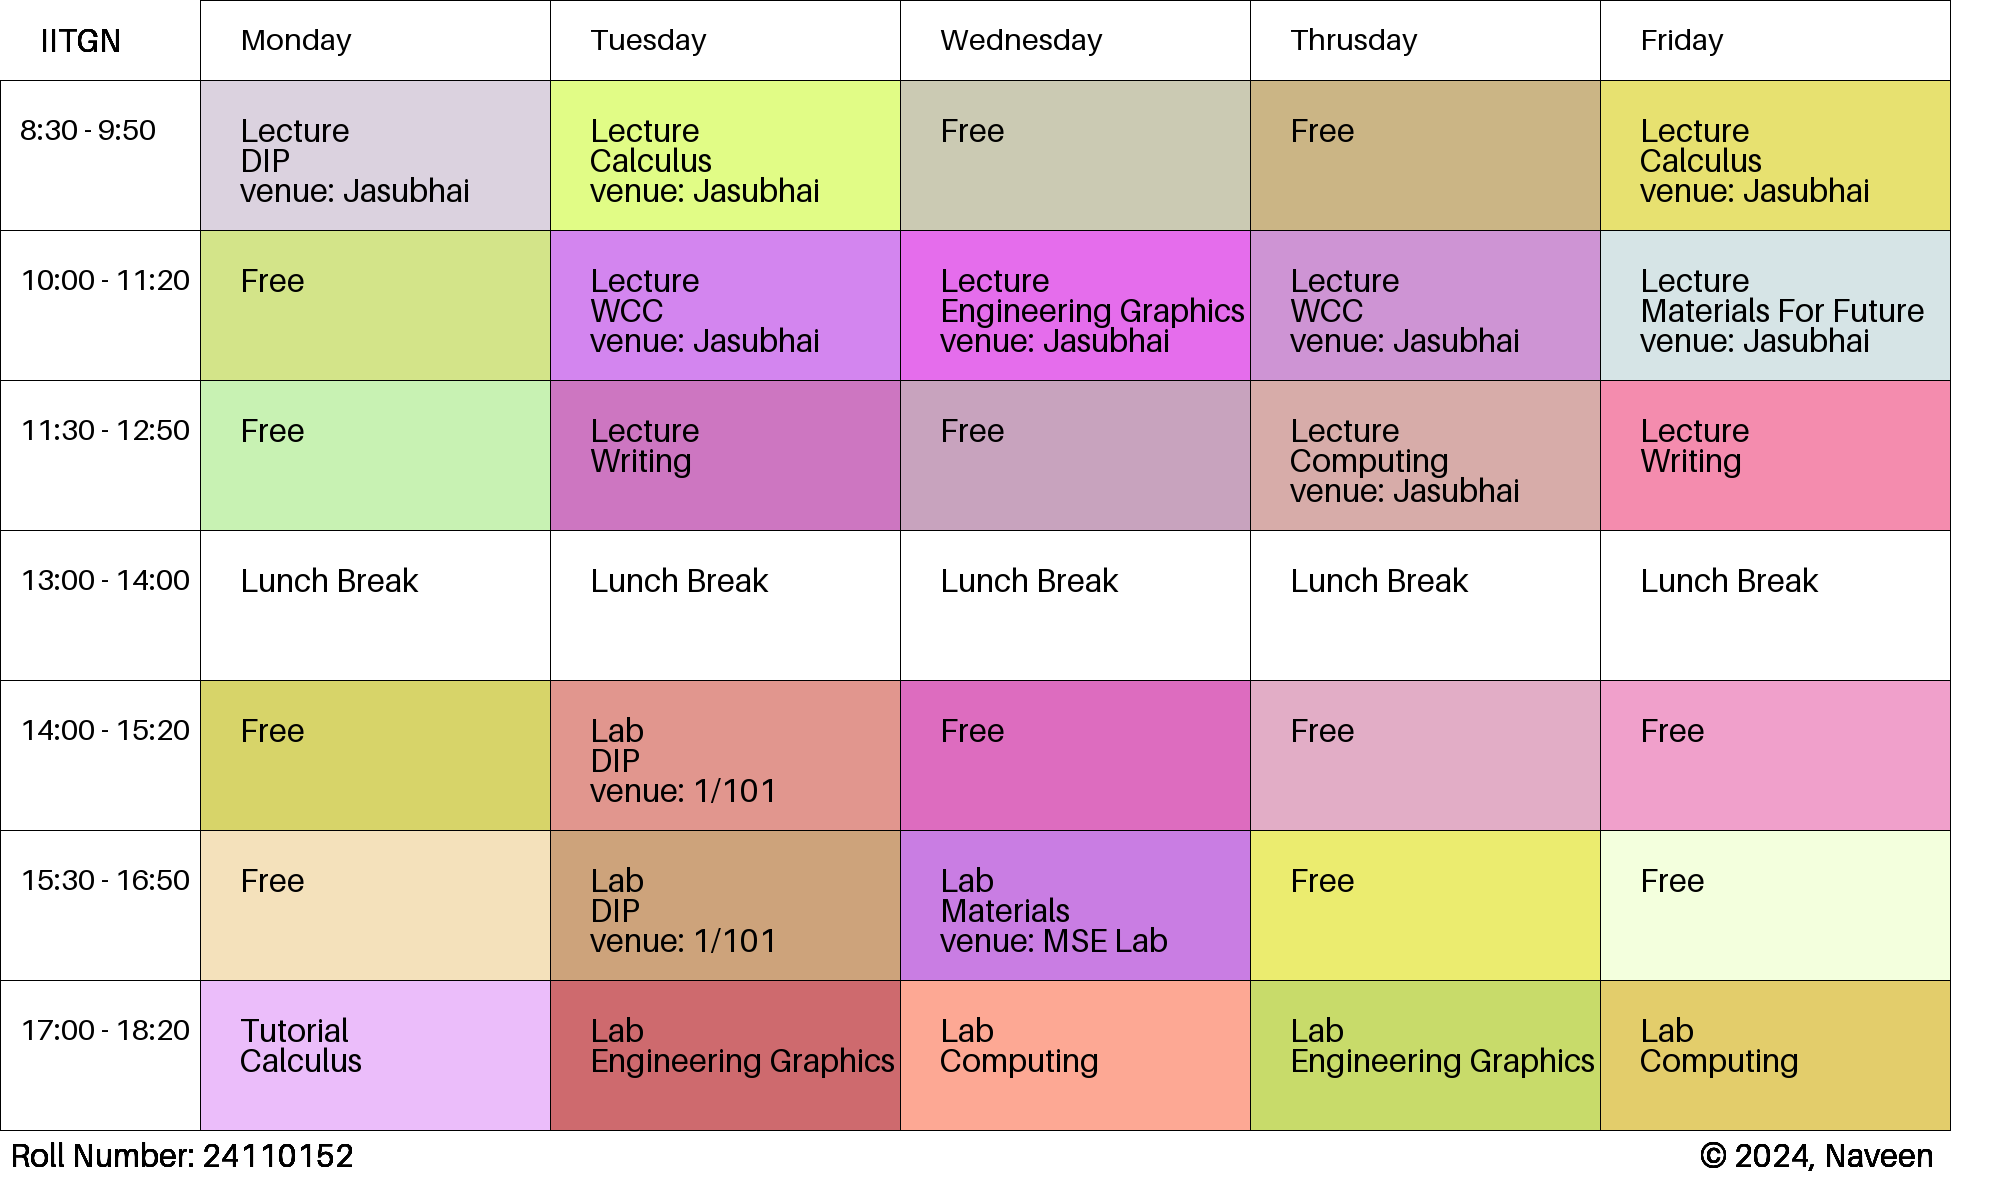 IITGN Monday Tuesday Wednesday Thrusday Friday
8:30 - 9:50
Lecture
DIP
venue: Jasubhai
Lecture
Calculus
venue: Jasubhai
Free
Free
Lecture
Calculus
venue: Jasubhai
10:00 - 11:20
Free
Lecture
WCC
venue: Jasubhai
Lecture
Engineering Graphics
venue: Jasubhai
Lecture
WCC
venue: Jasubhai
Lecture
Materials For Future
venue: Jasubhai
11:30 - 12:50
Free
Lecture
Writing
Free
Lecture
Computing
venue: Jasubhai
Lecture
Writing
13:00 - 14:00
Lunch Break
Lunch Break
Lunch Break
Lunch Break
Lunch Break
14:00 - 15:20
Free
Lab
DIP
venue: 1/101
Free
Free
Free
15:30 - 16:50
Free
Lab
DIP
venue: 1/101
Lab
Materials
venue: MSE Lab
Free
Free
17:00 - 18:20
Tutorial
Calculus
Lab
Engineering Graphics
Lab
Computing
Lab
Engineering Graphics
Lab
Computing
Roll Number: 24110152
© 2024, Naveen